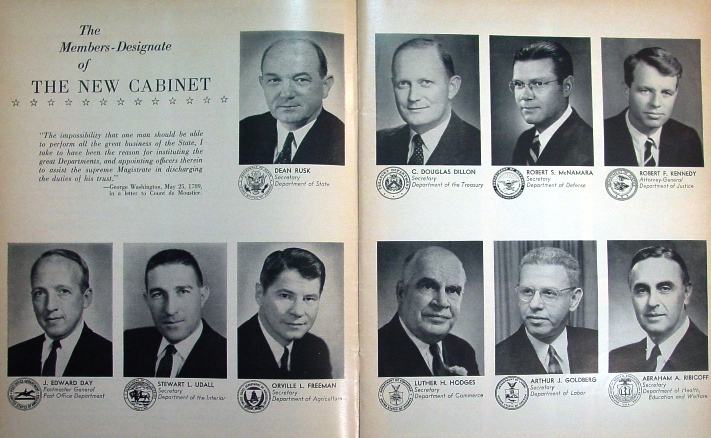 The
Members-Designate
of
THE NEW CABINET
"The impossibility that one man should be able
to perform all the great business of the State, I
take to have been the reason for instituting the
great Departments, and appointing officers therein
to assist the supreme Magistrate in discharging
the duties of his trust."
—George Washington, May 25, 1789,
in a letter to Count de Moustier.
DEAN RUSK
Secretary
Department of State
C. DOUGLAS DILLON
Secretary
Department of the Treasury
ROBERT S. McNAMARA
Secretary
Department of Defense
ROBERT F. KENNEDY
Attorney-General
Department of Justice
J. EDWARD DAY
Postmaster General
Post Office Department
STEWART L. UDALL
Secretary
Department of the Interior
ORVILLE L. FREEMAN
Secretary
Department of Agriculture
LUTHER H. HODGES
Secretary
Department of Commerce
ARTHUR J. GOLDBERG
Secretary
Department of Labor
ABRAHAM A. RIBICOFF
Secretary
Department of Health,
Education and Welfare